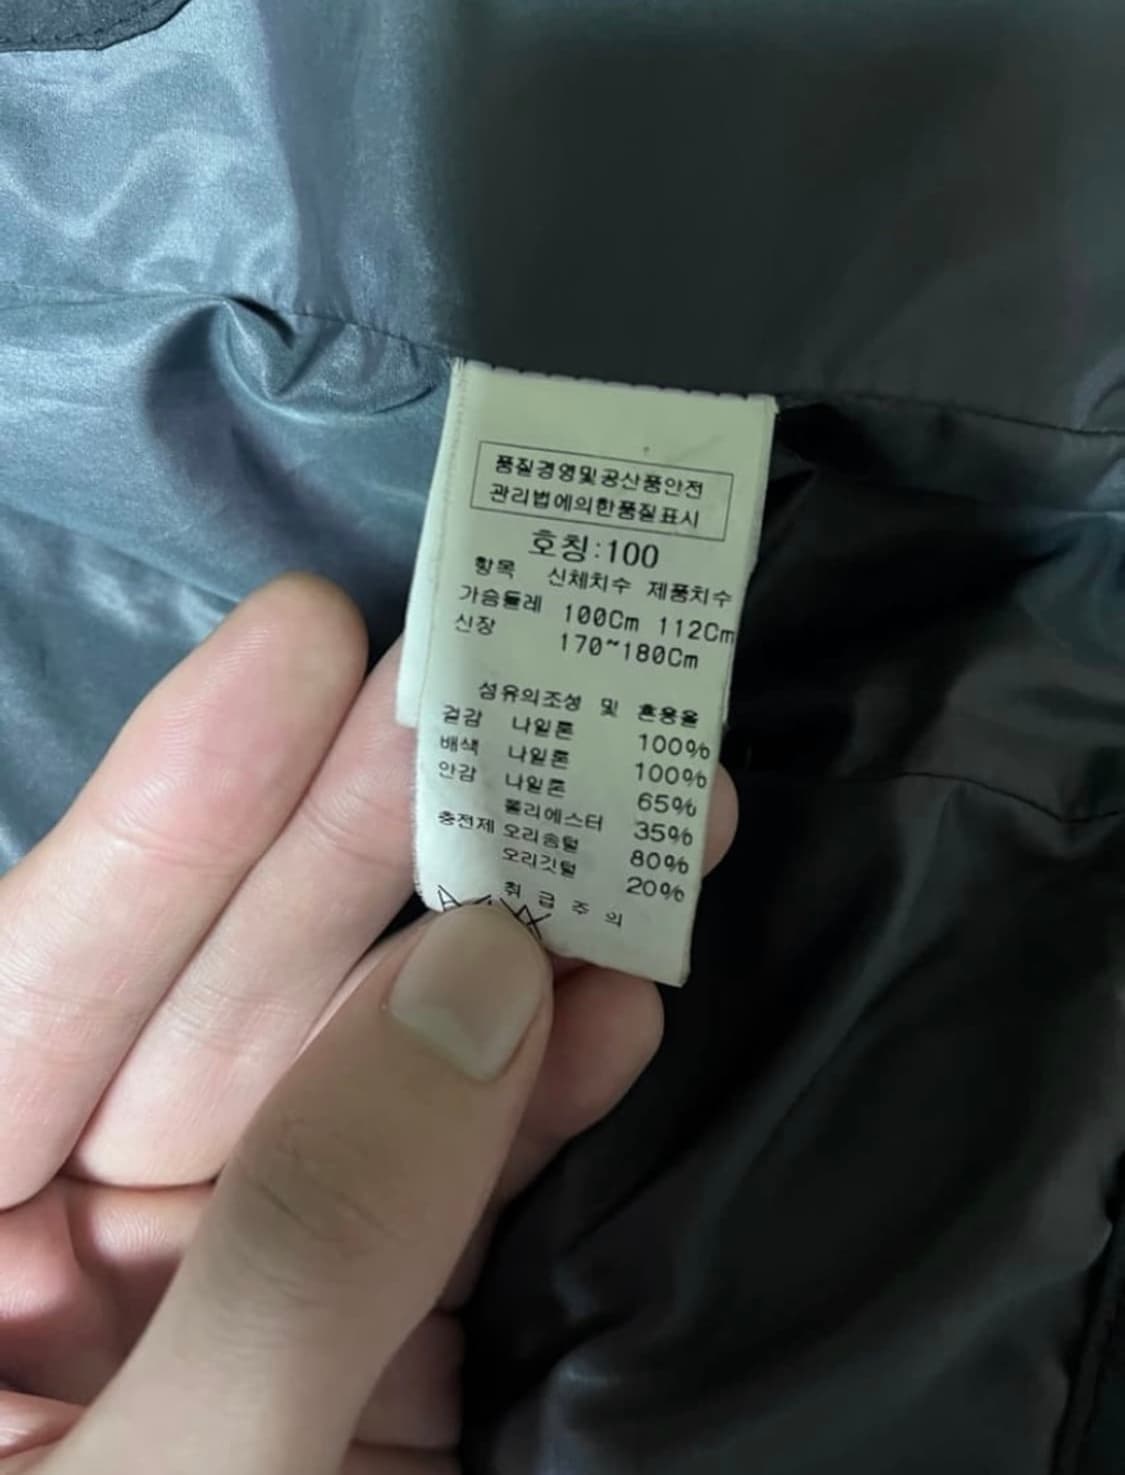 품질경영및공산품안전
관리법에의한품질표시
호칭:100
항목 신체치수 제품치수
가슴둘레 100Cm 112Cm
신장 170~180Cm
섬유의조성 및 혼용율
겉감 나일론 100%
배색 나일론 100%
안감 나일론 65%
폴리에스터 35%
충전제 오리솜털 80%
오리깃털 20%
취급주의